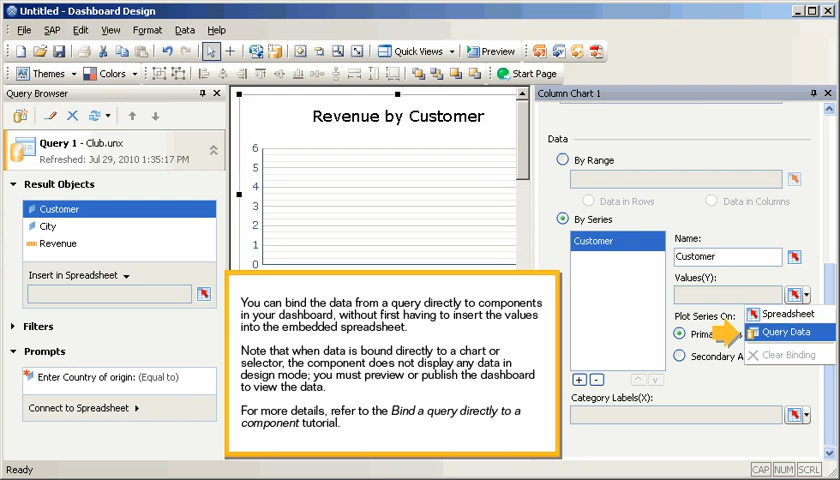 Untitled - Dashboard Design
File SAP Edit View Format Data Help
Quick Views Preview
Themes Colors Start Page
Query Browser
Query 1 - Club.unx
Refreshed: Jul 29, 2010 1:35:17 PM
Result Objects
Customer
City
Revenue
Insert in Spreadsheet
Filters
Prompts
Enter Country of origin: (Equal to)
Connect to Spreadsheet
Revenue by Customer
6
5
4
3
2
1
0
You can bind the data from a query directly to components
in your dashboard, without first having to insert the values
into the embedded spreadsheet.
Note that when data is bound directly to a chart or
selector, the component does not display any data in
design mode; you must preview or publish the dashboard
to view the data.
For more details, refer to the Bind a query directly to a
component tutorial.
Column Chart 1
Data
By Range
Data in Rows Data in Columns
By Series
Customer
Name:
Customer
Values(Y):
Plot Series On:
Secondary A
Spreadsheet
Query Data
Clear Binding
Category Labels(X):
Ready
CAP NUM SCRL